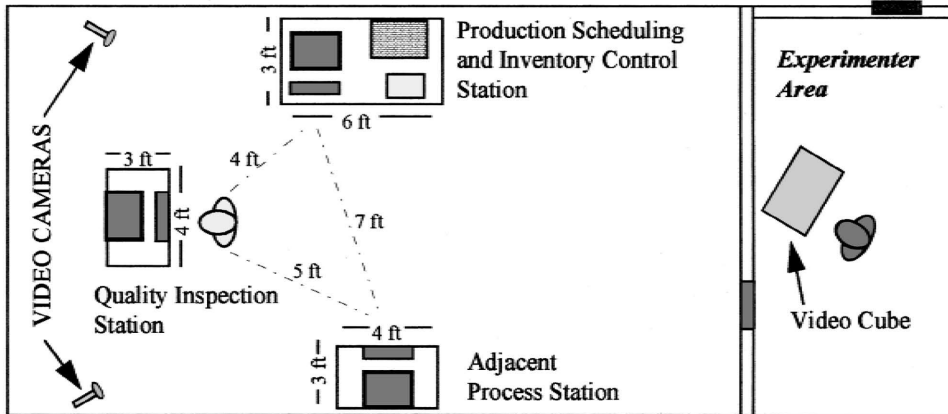 Production Scheduling
and Inventory Control
Station
3 ft
6 ft
Experimenter
Area
VIDEO CAMERAS
3 ft
4 ft
4 ft
7 ft
5 ft
Quality Inspection
Station
Video Cube
4 ft
3 ft
Adjacent
Process Station